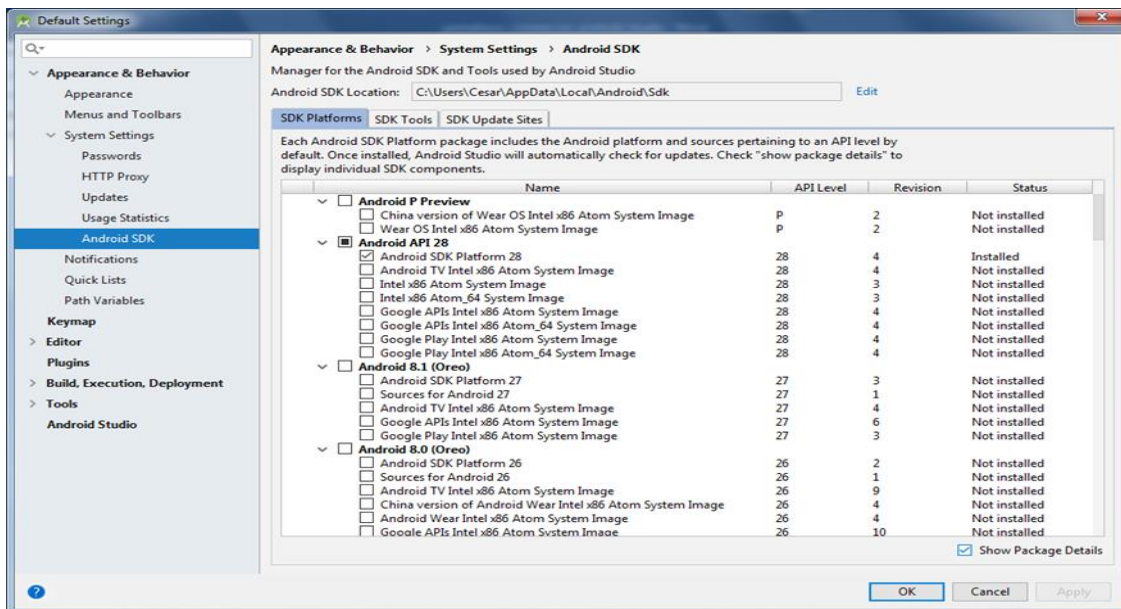 Default Settings
Appearance & Behavior
Appearance
Menus and Toolbars
System Settings
Passwords
HTTP Proxy
Updates
Usage Statistics
Android SDK
Notifications
Quick Lists
Path Variables
Keymap
Editor
Plugins
Build, Execution, Deployment
Tools
Android Studio
Appearance & Behavior > System Settings > Android SDK
Manager for the Android SDK and Tools used by Android Studio
Android SDK Location: C:\Users\Cesar\AppData\Local\Android\Sdk Edit
SDK Platforms SDK Tools SDK Update Sites
Each Android SDK Platform package includes the Android platform and sources pertaining to an API level by
default. Once installed, Android Studio will automatically check for updates. Check "show package details" to
display individual SDK components.
Name API Level Revision Status
Android P Preview
China version of Wear OS Intel x86 Atom System Image P 2 Not installed
Wear OS Intel x86 Atom System Image P 2 Not installed
Android API 28
Android SDK Platform 28 28 4 Installed
Android TV Intel x86 Atom System Image 28 4 Not installed
Intel x86 Atom System Image 28 3 Not installed
Intel x86 Atom_64 System Image 28 3 Not installed
Google APIs Intel x86 Atom System Image 28 4 Not installed
Google APIs Intel x86 Atom_64 System Image 28 4 Not installed
Google Play Intel x86 Atom System Image 28 4 Not installed
Google Play Intel x86 Atom_64 System Image 28 4 Not installed
Android 8.1 (Oreo)
Android SDK Platform 27 27 3 Not installed
Sources for Android 27 27 1 Not installed
Android TV Intel x86 Atom System Image 27 4 Not installed
Google APIs Intel x86 Atom System Image 27 6 Not installed
Google Play Intel x86 Atom System Image 27 3 Not installed
Android 8.0 (Oreo)
Android SDK Platform 26 26 2 Not installed
Sources for Android 26 26 1 Not installed
Android TV Intel x86 Atom System Image 26 9 Not installed
China version of Android Wear Intel x86 Atom System Image 26 4 Not installed
Android Wear Intel x86 Atom System Image 26 4 Not installed
Google APIs Intel x86 Atom System Image 26 10 Not installed
Show Package Details
OK Cancel Apply